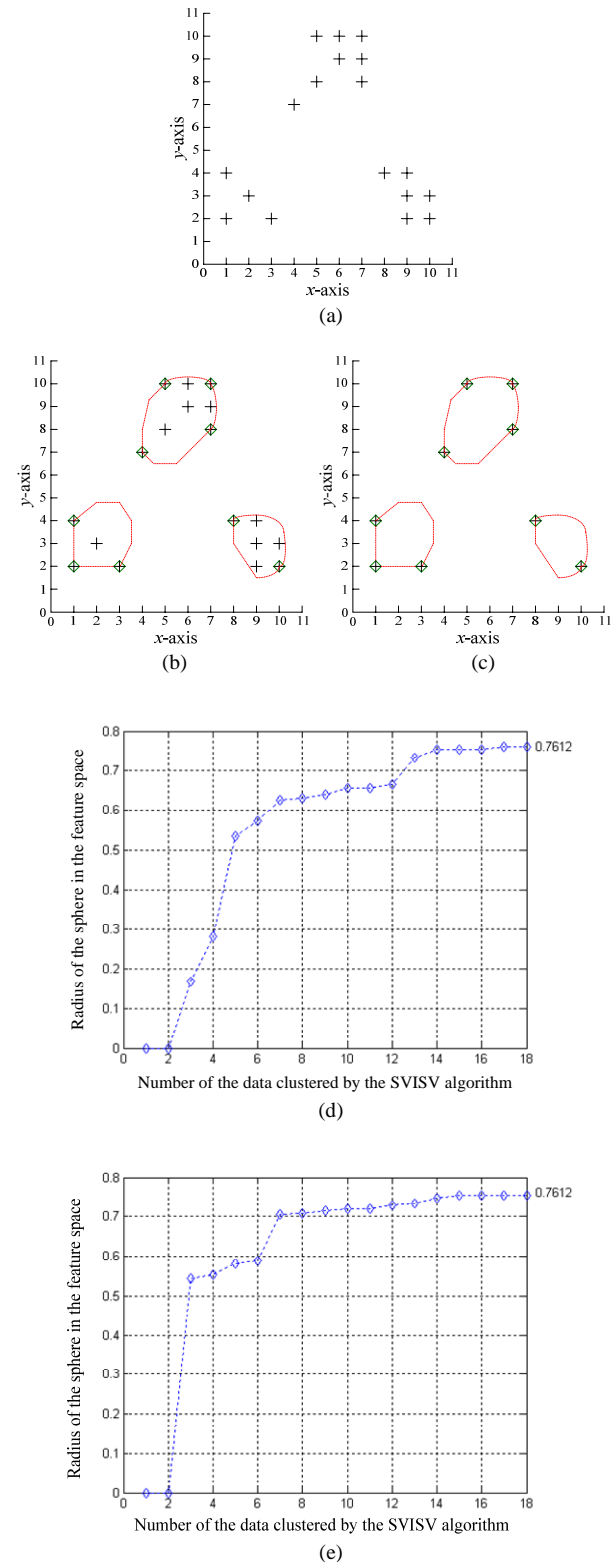 11
10
9
8
7
6
5
4
3
2
1
0
y-axis
0 1 2 3 4 5 6 7 8 9 10 11
x-axis
(a)
11
10
9
8
7
6
5
4
3
2
1
0
y-axis
0 1 2 3 4 5 6 7 8 9 10 11
x-axis
(b)
11
10
9
8
7
6
5
4
3
2
1
0
y-axis
0 1 2 3 4 5 6 7 8 9 10 11
x-axis
(c)
0.8
0.7
0.6
0.5
0.4
0.3
0.2
0.1
0
0.7612
Radius of the sphere in the feature space
0 2 4 6 8 10 12 14 16 18
Number of the data clustered by the SVISV algorithm
(d)
0.8
0.7
0.6
0.5
0.4
0.3
0.2
0.1
0
0.7612
Radius of the sphere in the feature space
0 2 4 6 8 10 12 14 16 18
Number of the data clustered by the SVISV algorithm
(e)